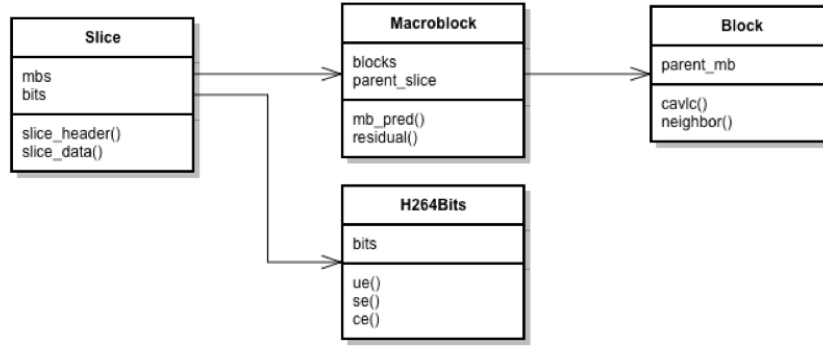 Slice
mbs
bits
slice_header()
slice_data()
Macroblock
blocks
parent_slice
mb_pred()
residual()
Block
parent_mb
cavlc()
neighbor()
H264Bits
bits
ue()
se()
ce()